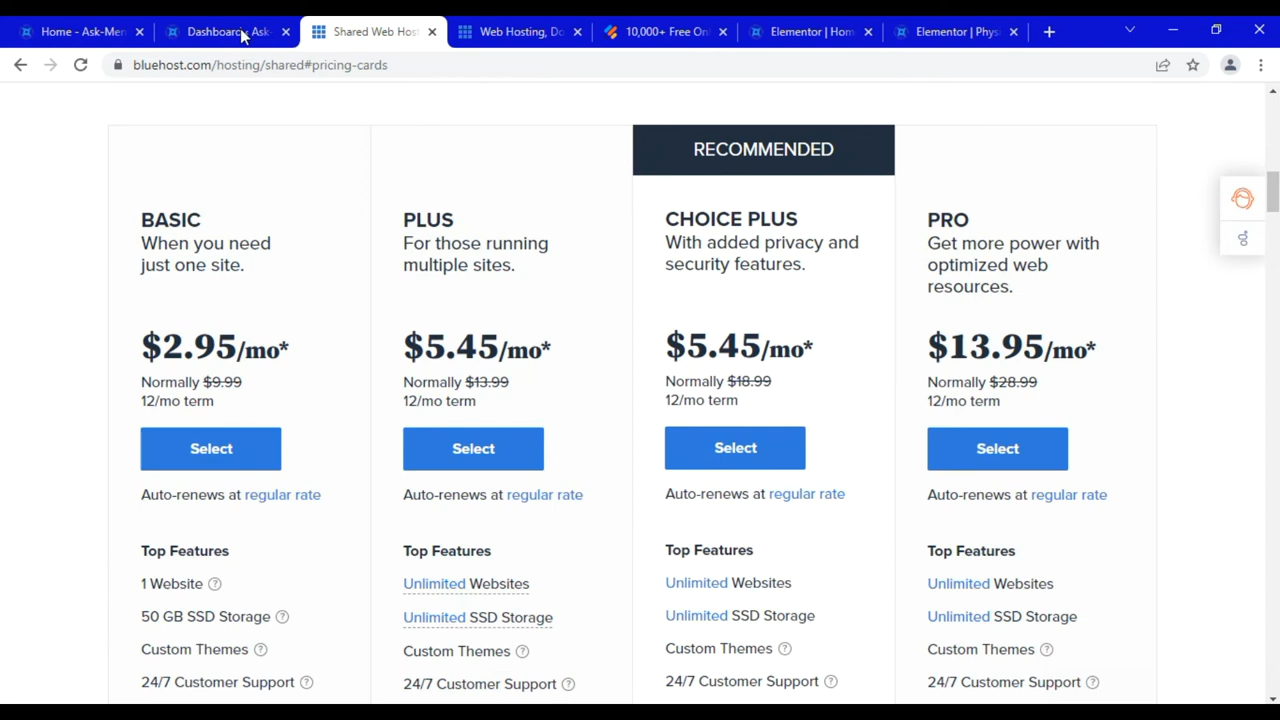 Home - Ask-Men
Dashboard
Ask-
Shared Web Hos
Web Hosting, Do
10,000+ Free On
Elementor | Hom
Elementor | Phys
bluehost.com/hosting/shared#pricing-cards
RECOMMENDED
BASIC
When you need
just one site.
$2.95/mo*
Normally $9.99
12/mo term
Select
Auto-renews at regular rate
Top Features
1 Website
50 GB SSD Storage
Custom Themes
24/7 Customer Support
PLUS
For those running
multiple sites.
$5.45/mo*
Normally $13.99
12/mo term
Select
Auto-renews at regular rate
Top Features
Unlimited Websites
Unlimited SSD Storage
Custom Themes
24/7 Customer Support
CHOICE PLUS
With added privacy and
security features.
$5.45/mo*
Normally $18.99
12/mo term
Select
Auto-renews at regular rate
Top Features
Unlimited Websites
Unlimited SSD Storage
Custom Themes
24/7 Customer Support
PRO
Get more power with
optimized web
resources.
$13.95/mo*
Normally $28.99
12/mo term
Select
Auto-renews at regular rate
Top Features
Unlimited Websites
Unlimited SSD Storage
Custom Themes
24/7 Customer Support